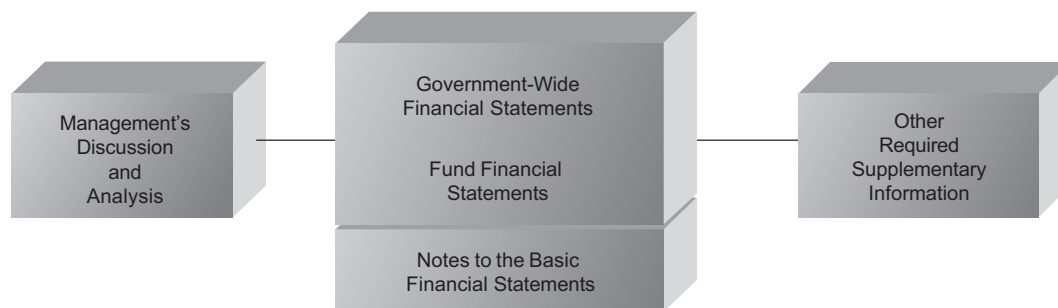 Management’s
Discussion
and
Analysis
Government-Wide
Financial Statements
Fund Financial
Statements
Notes to the Basic
Financial Statements
Other
Required
Supplementary
Information